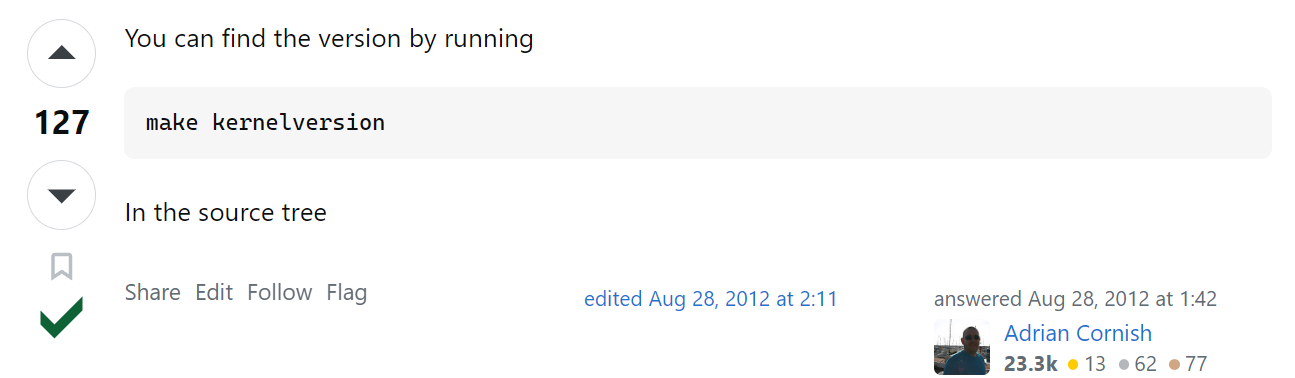 You can find the version by running
127
make kernelversion
In the source tree
Share Edit Follow Flag
edited Aug 28, 2012 at 2:11
answered Aug 28, 2012 at 1:42
Adrian Cornish
23.3k 13 62 77